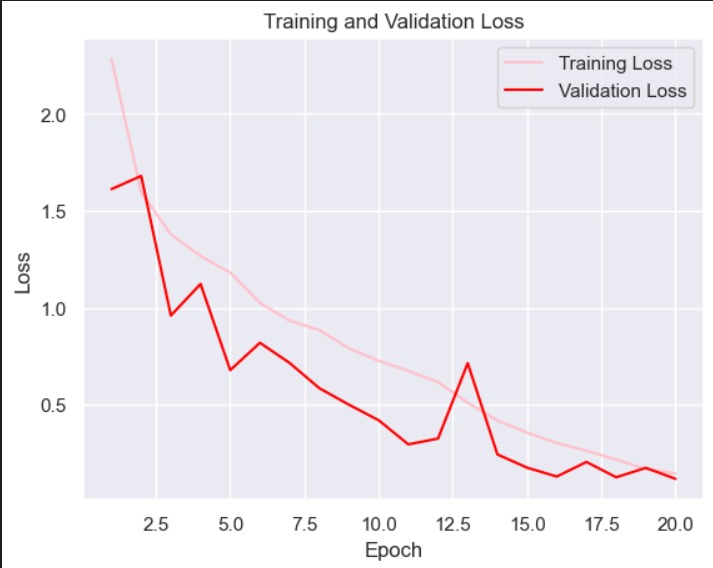 Training and Validation Loss
Training Loss
Validation Loss
2.0
1.5
1.0
0.5
Loss
2.5 5.0 7.5 10.0 12.5 15.0 17.5 20.0
Epoch